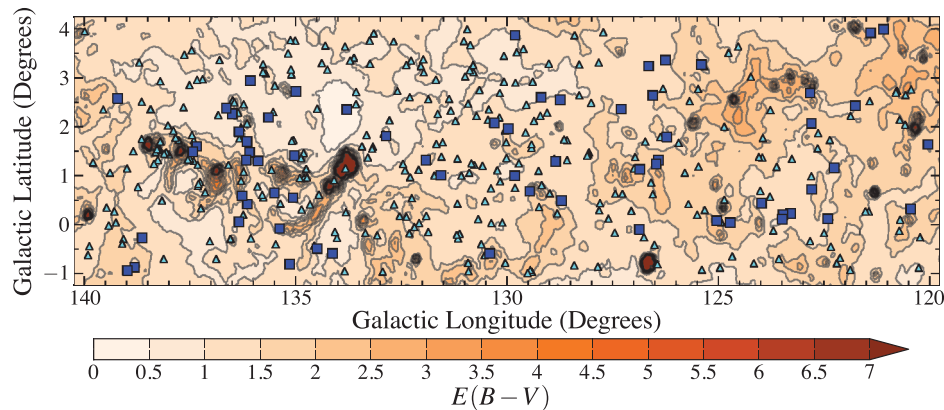 4
3
2
1
0
−1
Galactic Latitude (Degrees)
140 135 130 125 120
Galactic Longitude (Degrees)
0 0.5 1 1.5 2 2.5 3 3.5 4 4.5 5 5.5 6 6.5 7
E(B−V)